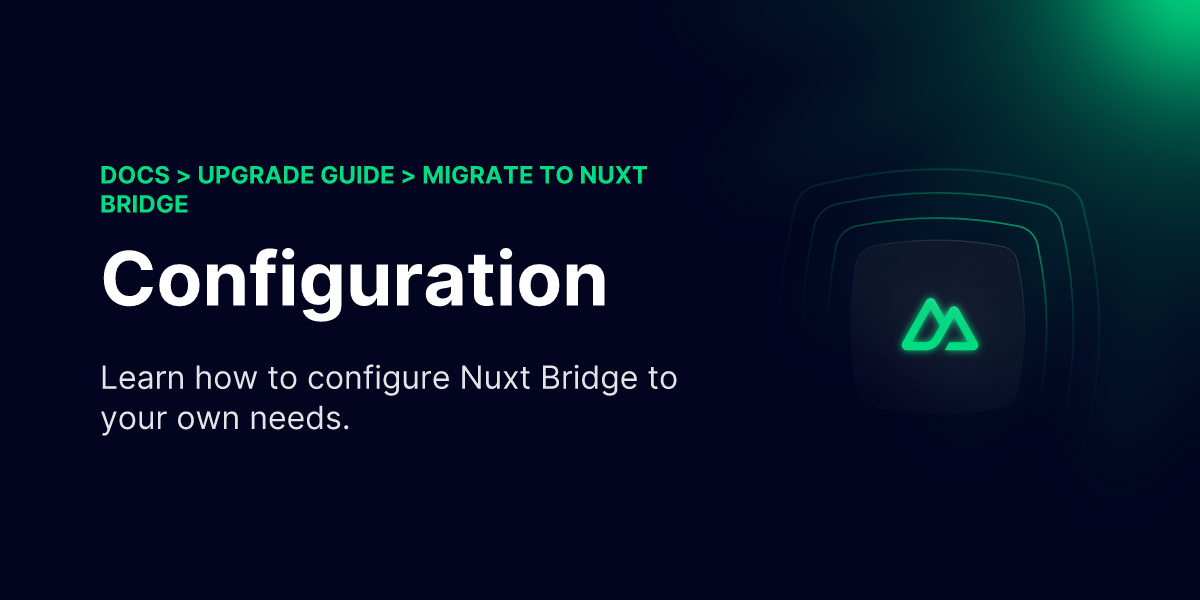 DOCS > UPGRADE GUIDE > MIGRATE TO NUXT
BRIDGE
Configuration
Learn how to configure Nuxt Bridge to
your own needs.